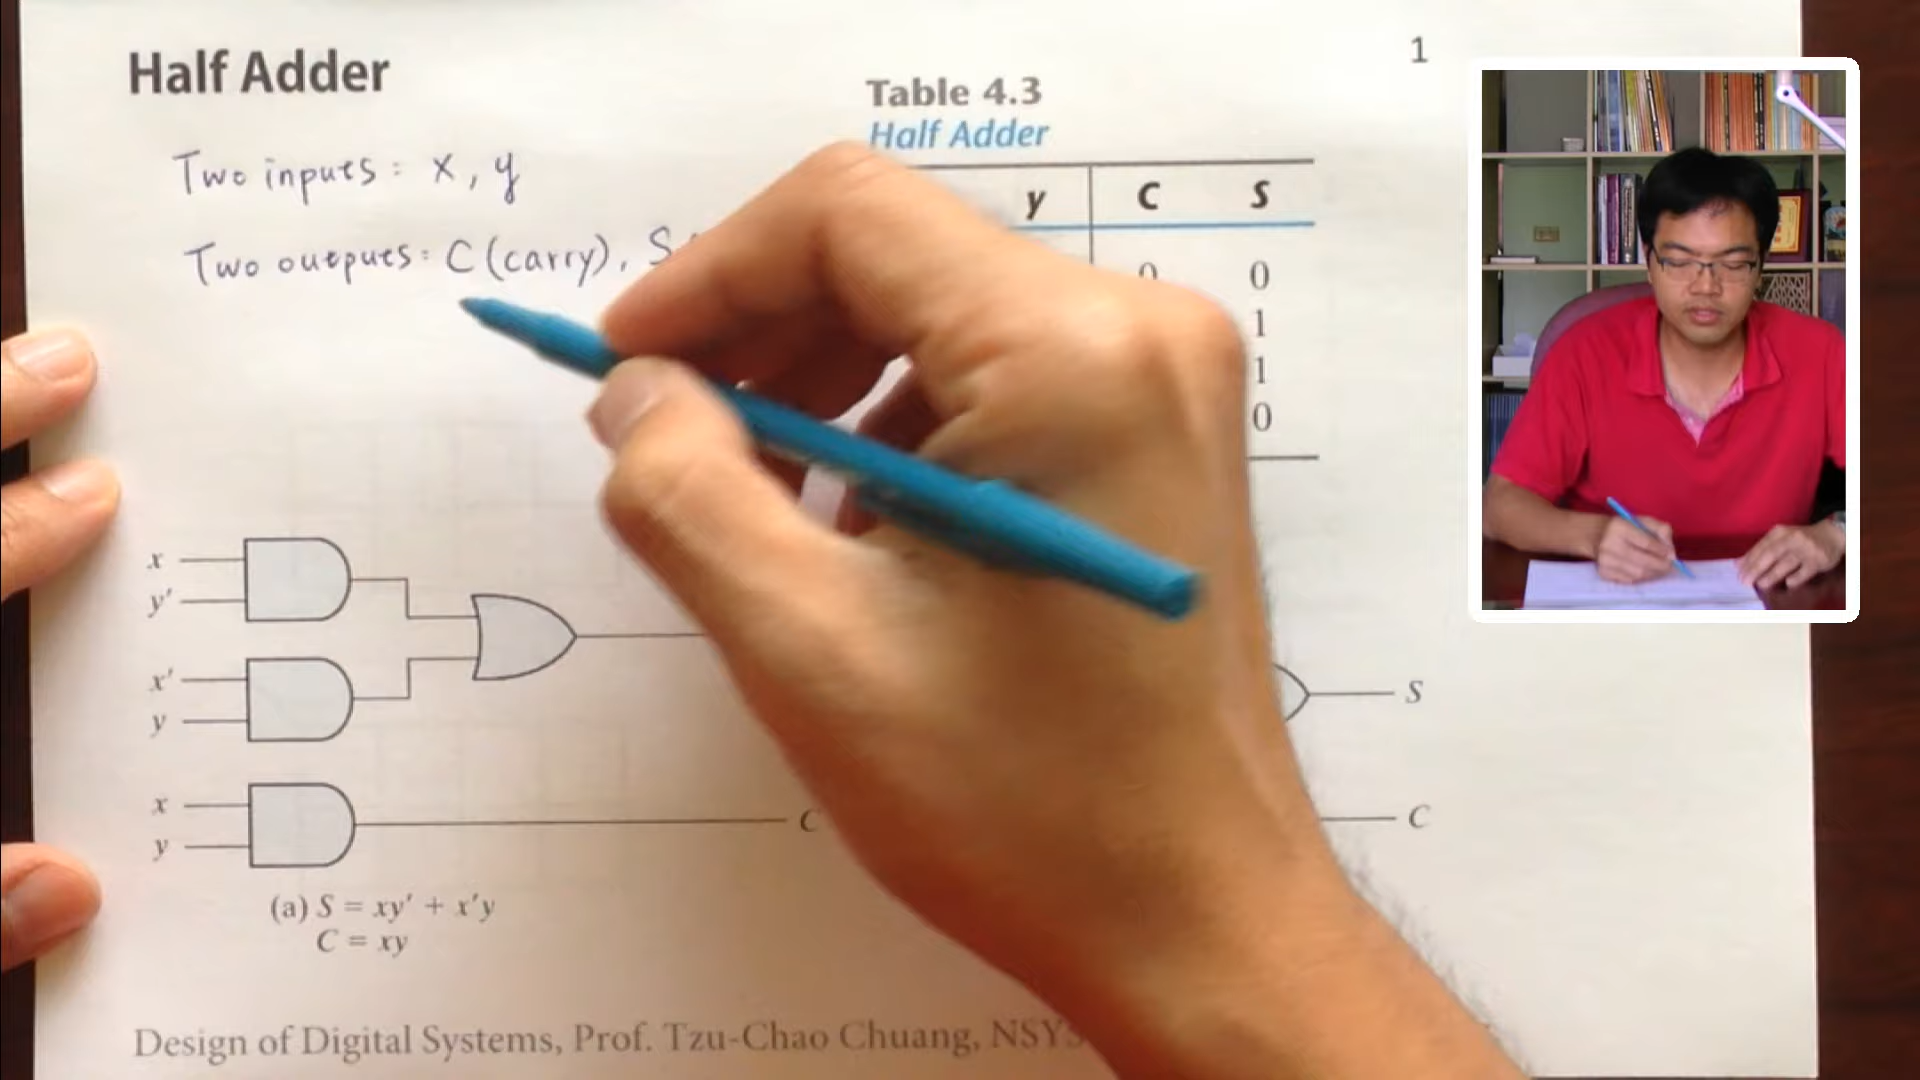 Half Adder
1
Two inputs: x, y
Two outputs: C (carry), S
Table 4.3
Half Adder
y C S
0 0
1
1
0
x
y'
x'
y
x
y
C
S
C
(a) S = xy' + x'y
C = xy
Design of Digital Systems, Prof. Tzu-Chao Chuang, NSYS